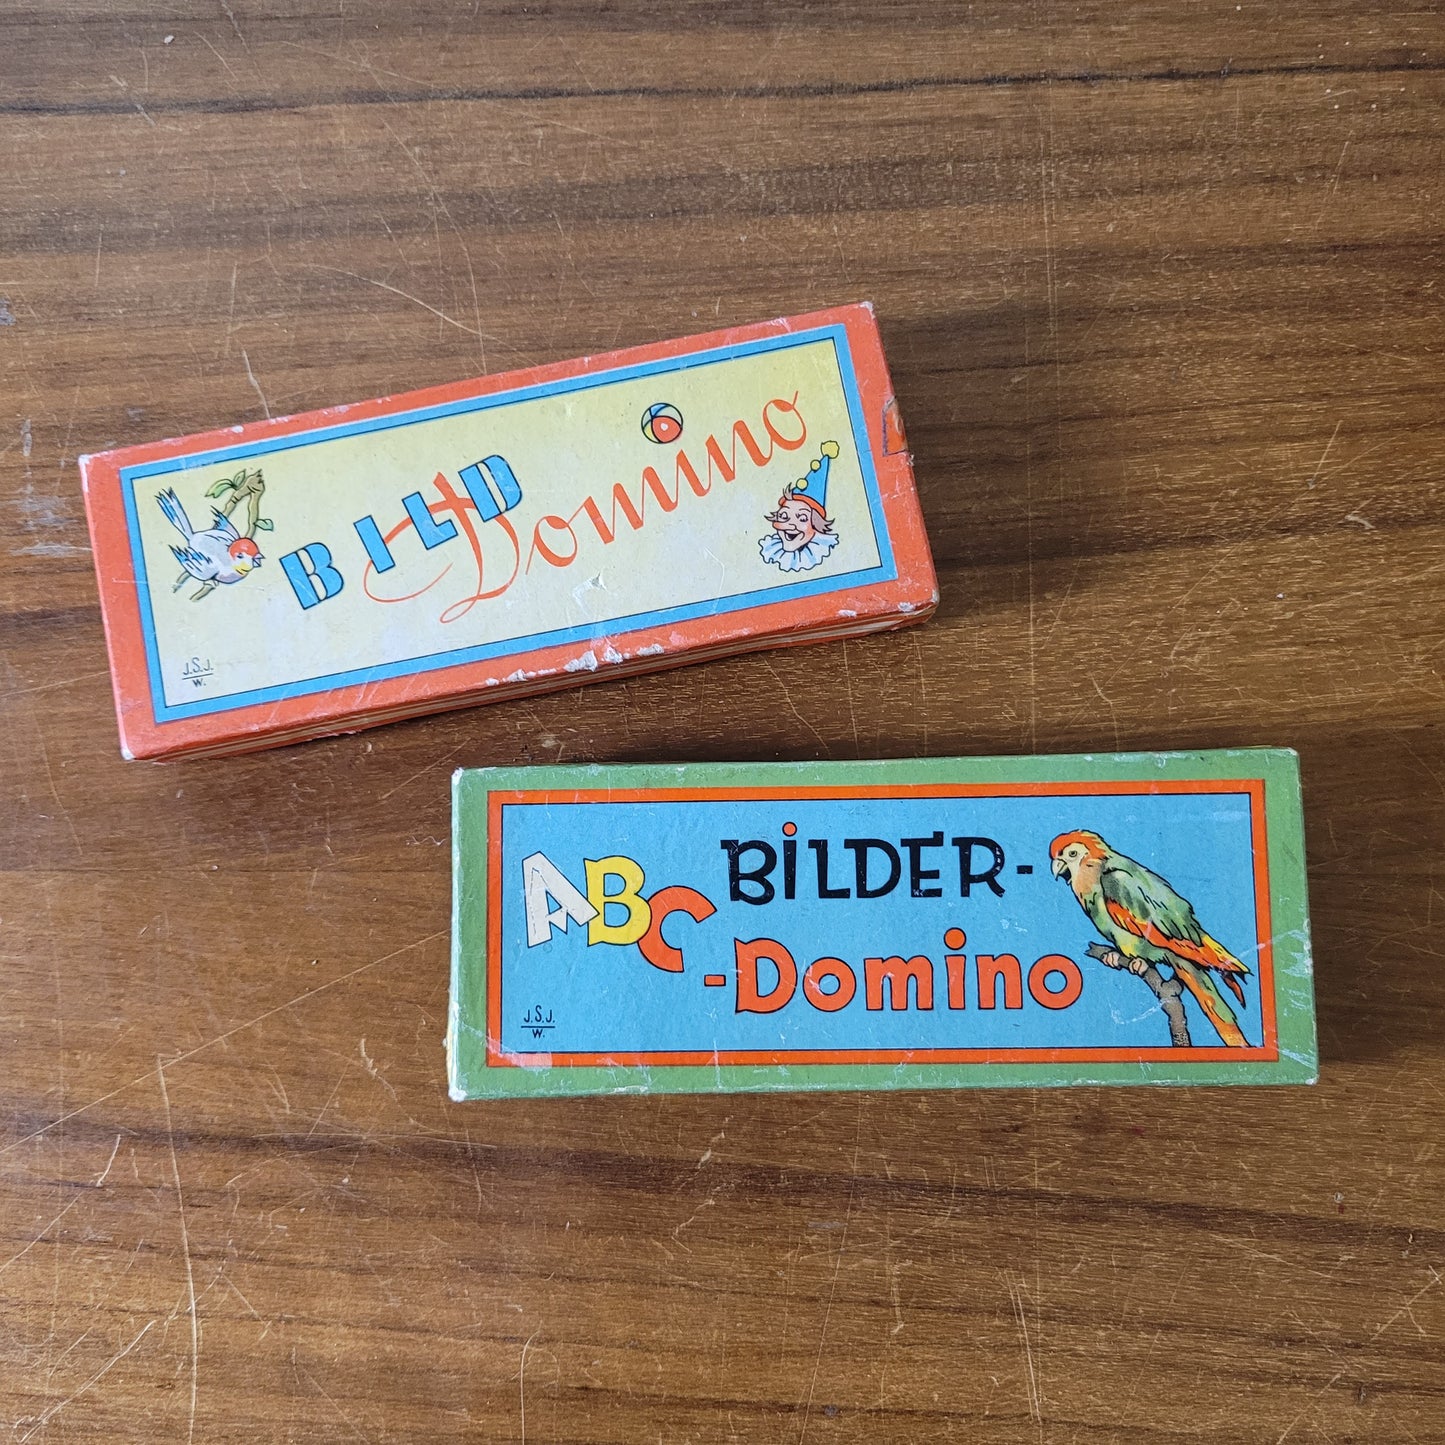 BILD Domino
J.S.J.
W.
ABC BiLDER-
-Domino
J.S.J.
W.